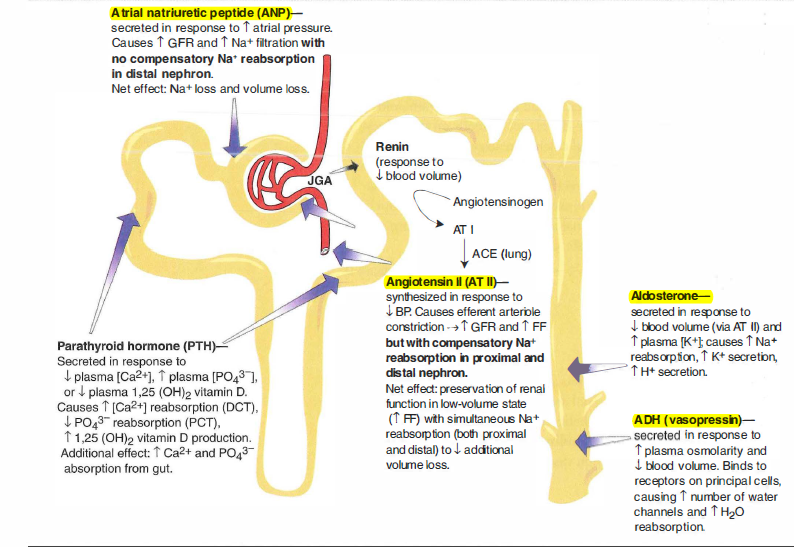 Atrial natriuretic peptide (ANP)—
secreted in response to ↑ atrial pressure.
Causes ↑ GFR and ↑ Na⁺ filtration with
no compensatory Na⁺ reabsorption
in distal nephron.
Net effect: Na⁺ loss and volume loss.
JGA
Renin
(response to
↓ blood volume)
Angiotensinogen
AT I
ACE (lung)
Angiotensin II (AT II)—
synthesized in response to
↓ BP. Causes efferent arteriole
constriction → ↑ GFR and ↑ FF
but with compensatory Na⁺
reabsorption in proximal and
distal nephron.
Net effect: preservation of renal
function in low-volume state
(↑ FF) with simultaneous Na⁺
reabsorption (both proximal
and distal) to ↓ additional
volume loss.
Parathyroid hormone (PTH)—
Secreted in response to
↓ plasma [Ca²⁺], ↑ plasma [PO₄³⁻],
or ↓ plasma 1,25 (OH)₂ vitamin D.
Causes ↑ [Ca²⁺] reabsorption (DCT),
↓ PO₄³⁻ reabsorption (PCT),
↑ 1,25 (OH)₂ vitamin D production.
Additional effect: ↑ Ca²⁺ and PO₄³⁻
absorption from gut.
Aldosterone—
secreted in response to
↓ blood volume (via AT II) and
↑ plasma [K⁺]; causes ↑ Na⁺
reabsorption, ↑ K⁺ secretion,
↑ H⁺ secretion.
ADH (vasopressin)—
secreted in response to
↑ plasma osmolarity and
↓ blood volume. Binds to
receptors on principal cells,
causing ↑ number of water
channels and ↑ H₂O
reabsorption.